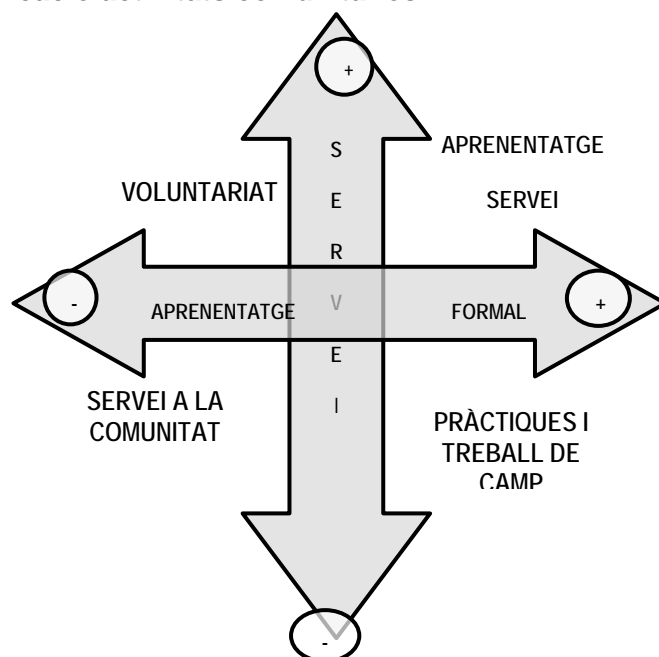 +
S
E
R
V
E
I
APRENENTATGE
SERVEI
VOLUNTARIAT
-
APRENENTATGE
FORMAL
+
SERVEI A LA
COMUNITAT
PRÀCTIQUES I
TREBALL DE
CAMP
-